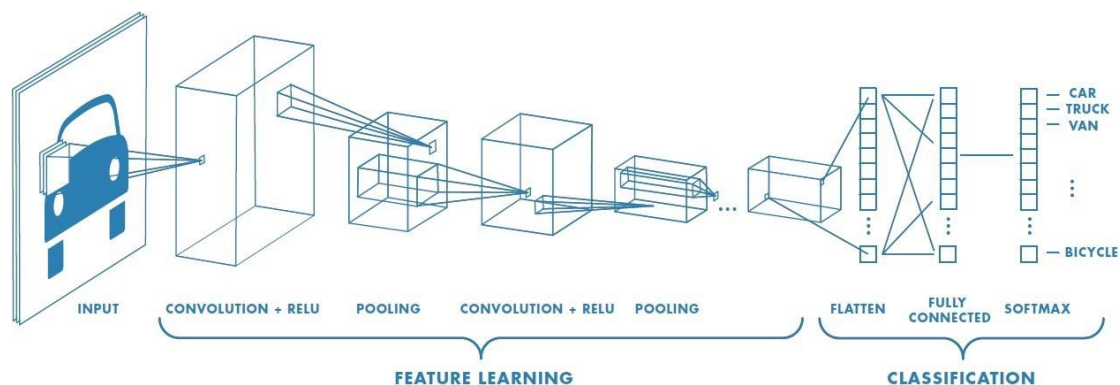 CAR
TRUCK
VAN
BICYCLE
INPUT
CONVOLUTION + RELU
POOLING
CONVOLUTION + RELU
POOLING
FLATTEN
FULLY
CONNECTED
SOFTMAX
FEATURE LEARNING
CLASSIFICATION